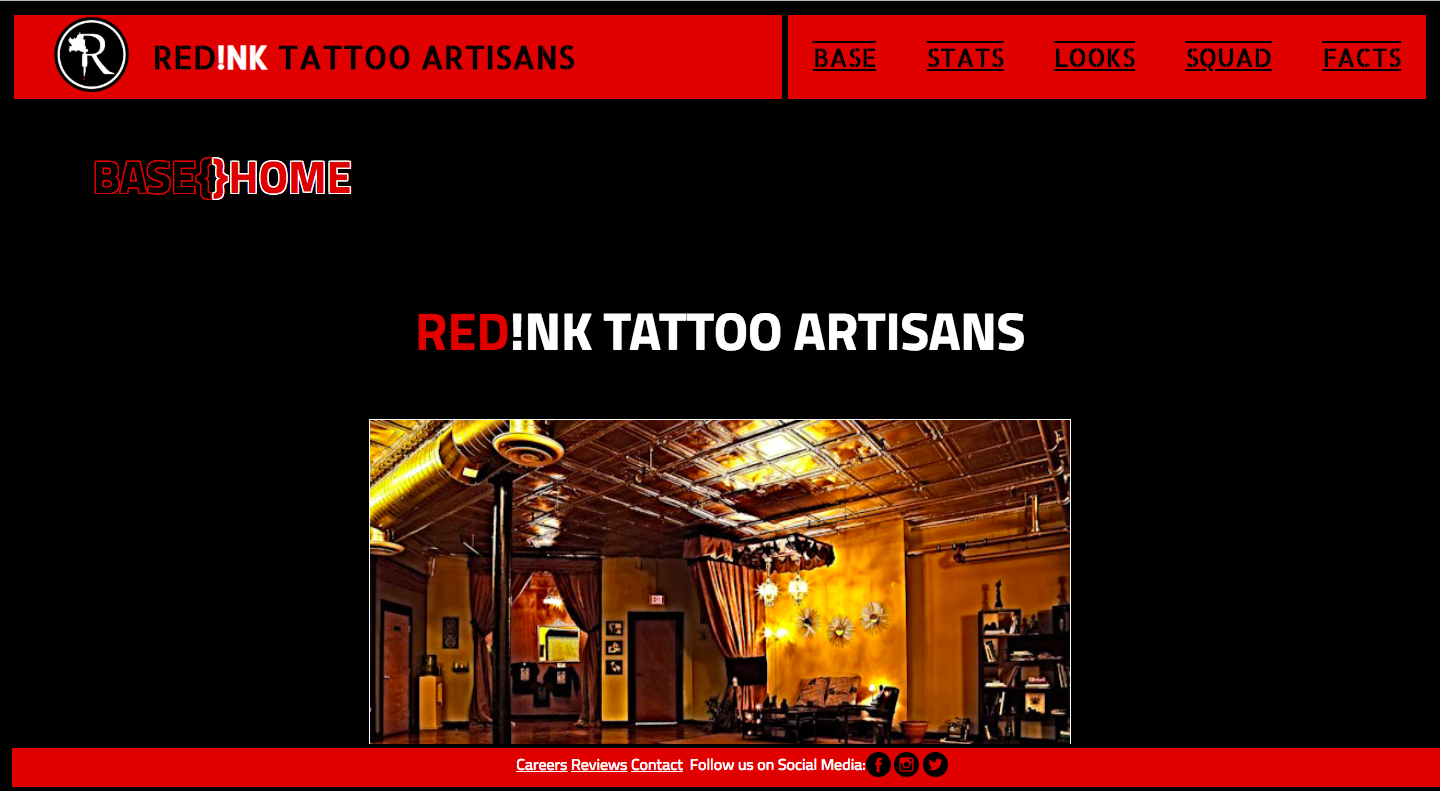 R RED!NK TATTOO ARTISANS BASE STATS LOOKS SQUAD FACTS
BASE{}HOME
RED!NK TATTOO ARTISANS
Careers Reviews Contact Follow us on Social Media: